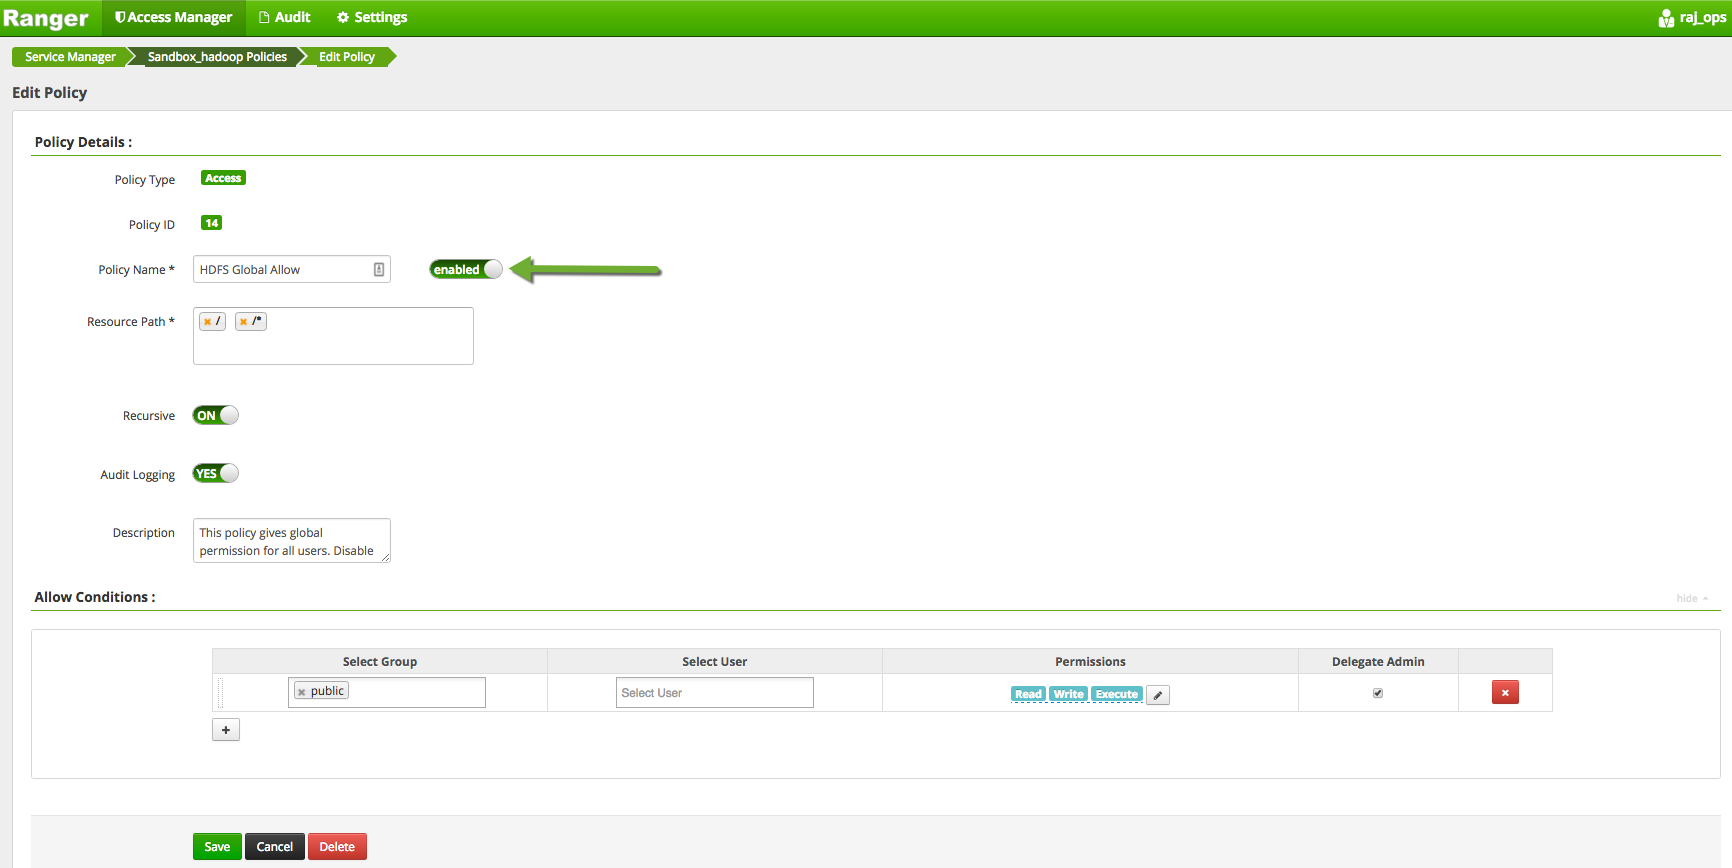 Ranger Access Manager Audit Settings raj_ops
Service Manager Sandbox_hadoop Policies Edit Policy
Edit Policy
Policy Details :
Policy Type Access
Policy ID 14
Policy Name * HDFS Global Allow enabled
Resource Path * / /*
Recursive ON
Audit Logging YES
Description This policy gives global
permission for all users. Disable
Allow Conditions : hide
Select Group Select User Permissions Delegate Admin
public Select User Read Write Execute
+
Save Cancel Delete